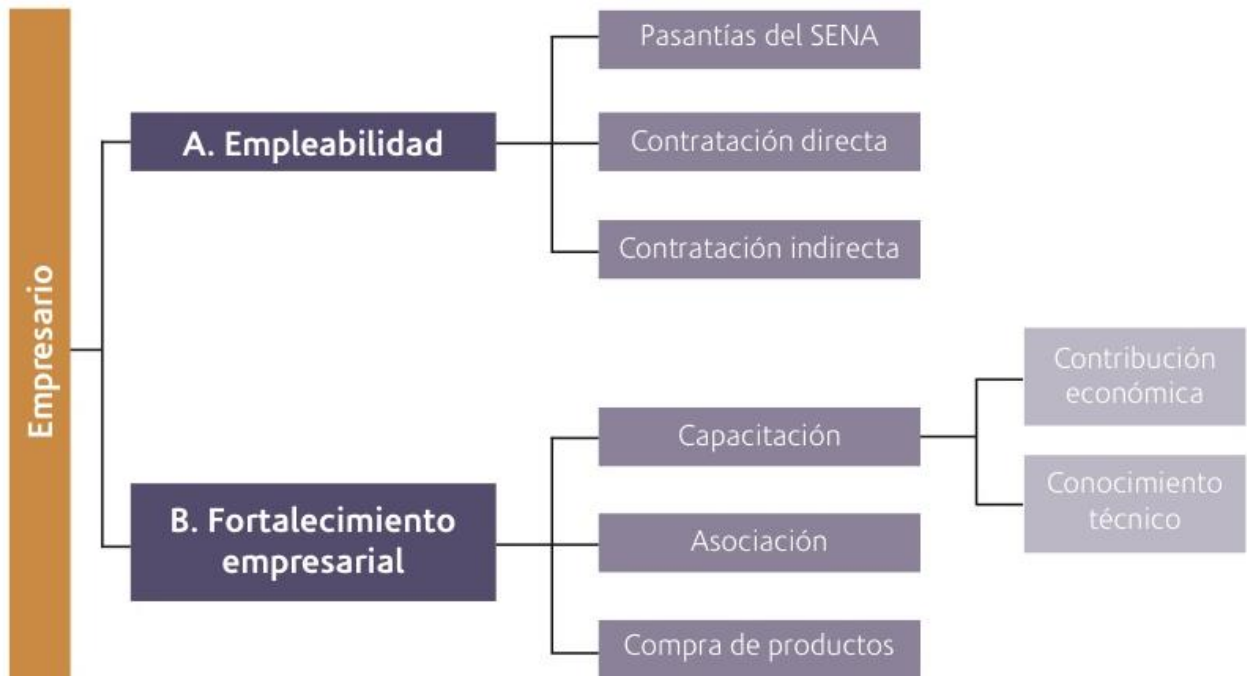 Empresario
A. Empleabilidad
Pasantías del SENA
Contratación directa
Contratación indirecta
B. Fortalecimiento
empresarial
Capacitación
Contribución
económica
Conocimiento
técnico
Asociación
Compra de productos